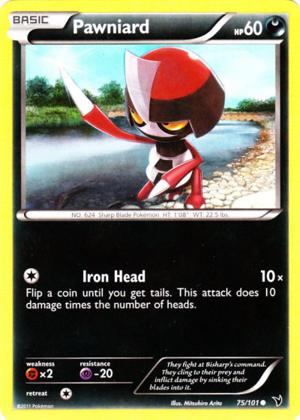 BASIC
Pawniard
HP60
NO. 624 Sharp Blade Pokémon HT: 1'08" WT: 22.5 lbs.
Iron Head 10×
Flip a coin until you get tails. This attack does 10
damage times the number of heads.
weakness resistance
×2 -20
They fight at Bisharp's command.
They cling to their prey and
inflict damage by sinking their
blades into it.
retreat
©2011 Pokémon
Illus. Mitsuhiro Arita
75/101